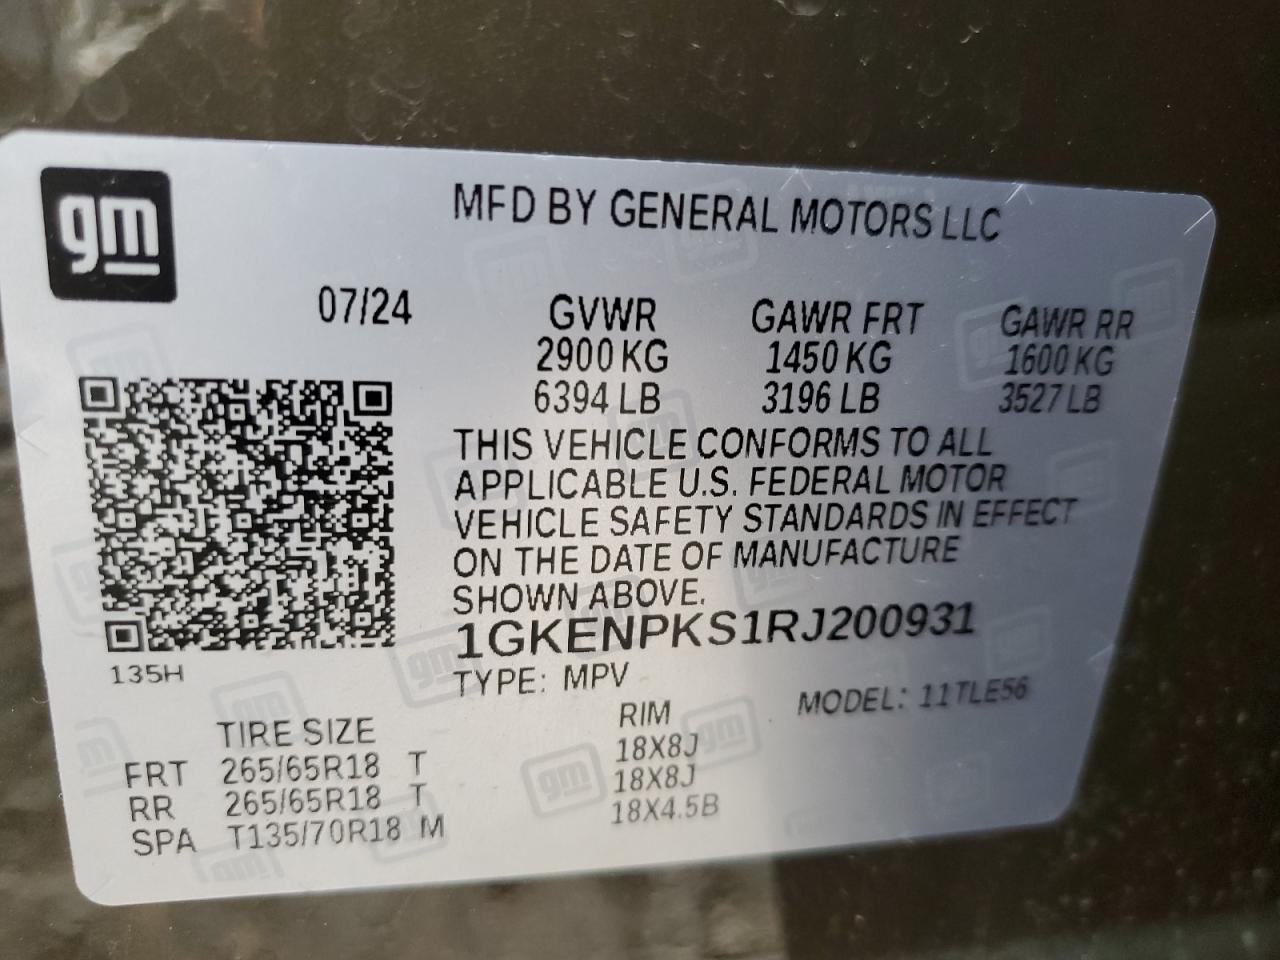 gm
MFD BY GENERAL MOTORS LLC
07/24 GVWR GAWR FRT GAWR RR
2900 KG 1450 KG 1600 KG
6394 LB 3196 LB 3527 LB
THIS VEHICLE CONFORMS TO ALL
APPLICABLE U.S. FEDERAL MOTOR
VEHICLE SAFETY STANDARDS IN EFFECT
ON THE DATE OF MANUFACTURE
SHOWN ABOVE.
1GKENPKS1RJ200931
135H
TYPE: MPV MODEL: 11TLE56
TIRE SIZE RIM
FRT 265/65R18 T 18X8J
RR 265/65R18 T 18X8J
SPA T135/70R18 M 18X4.5B